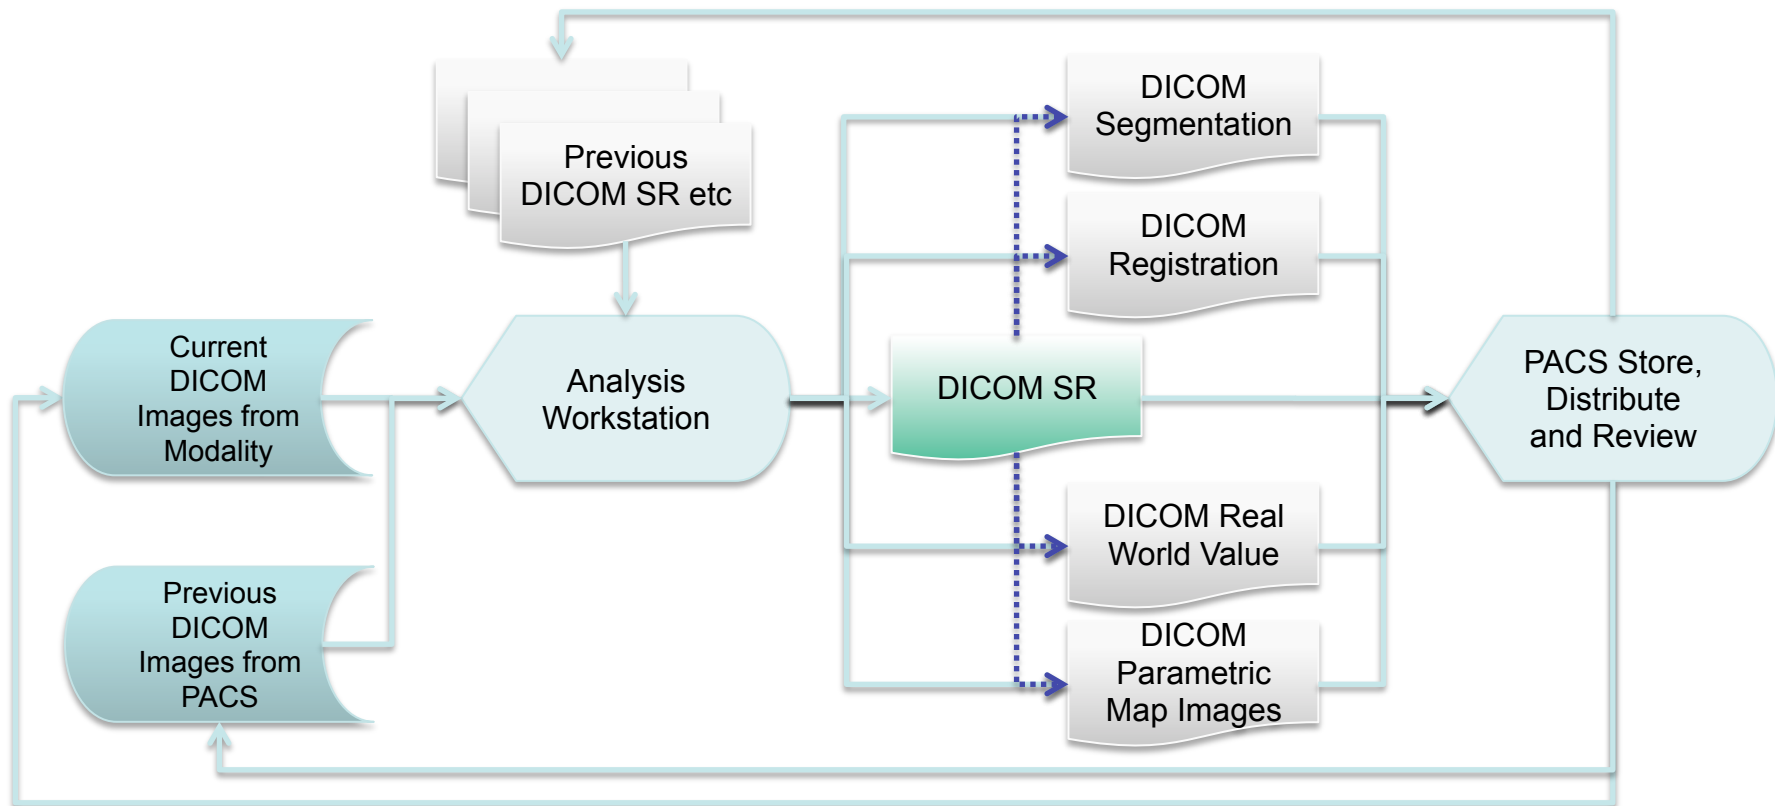 Previous
DICOM SR etc
Current
DICOM
Images from
Modality
Previous
DICOM
Images from
PACS
Analysis
Workstation
DICOM
Segmentation
DICOM
Registration
DICOM SR
DICOM Real
World Value
DICOM
Parametric
Map Images
PACS Store,
Distribute
and Review